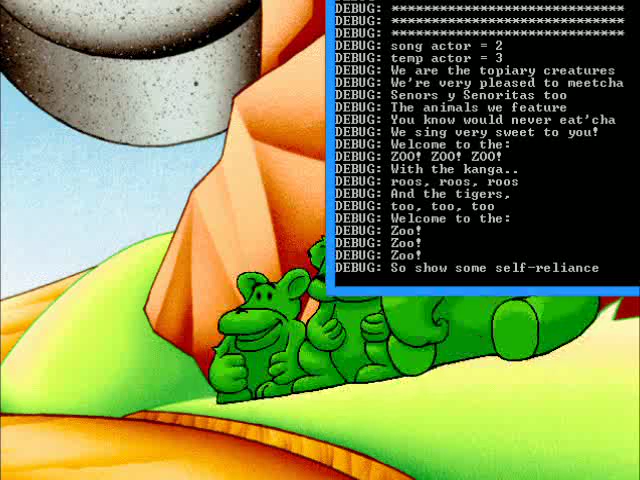 DEBUG: *****************************
DEBUG: *****************************
DEBUG: *****************************
DEBUG: song actor = 2
DEBUG: temp actor = 3
DEBUG: We are the topiary creatures
DEBUG: We're very pleased to meetcha
DEBUG: Senors y Senoritas too
DEBUG: The animals we feature
DEBUG: You know would never eat'cha
DEBUG: We sing very sweet to you!
DEBUG: Welcome to the:
DEBUG: ZOO! ZOO! ZOO!
DEBUG: With the kanga..
DEBUG: roos, roos, roos
DEBUG: And the tigers,
DEBUG: too, too, too
DEBUG: Welcome to the:
DEBUG: Zoo!
DEBUG: Zoo!
DEBUG: Zoo!
DEBUG: So show some self-reliance